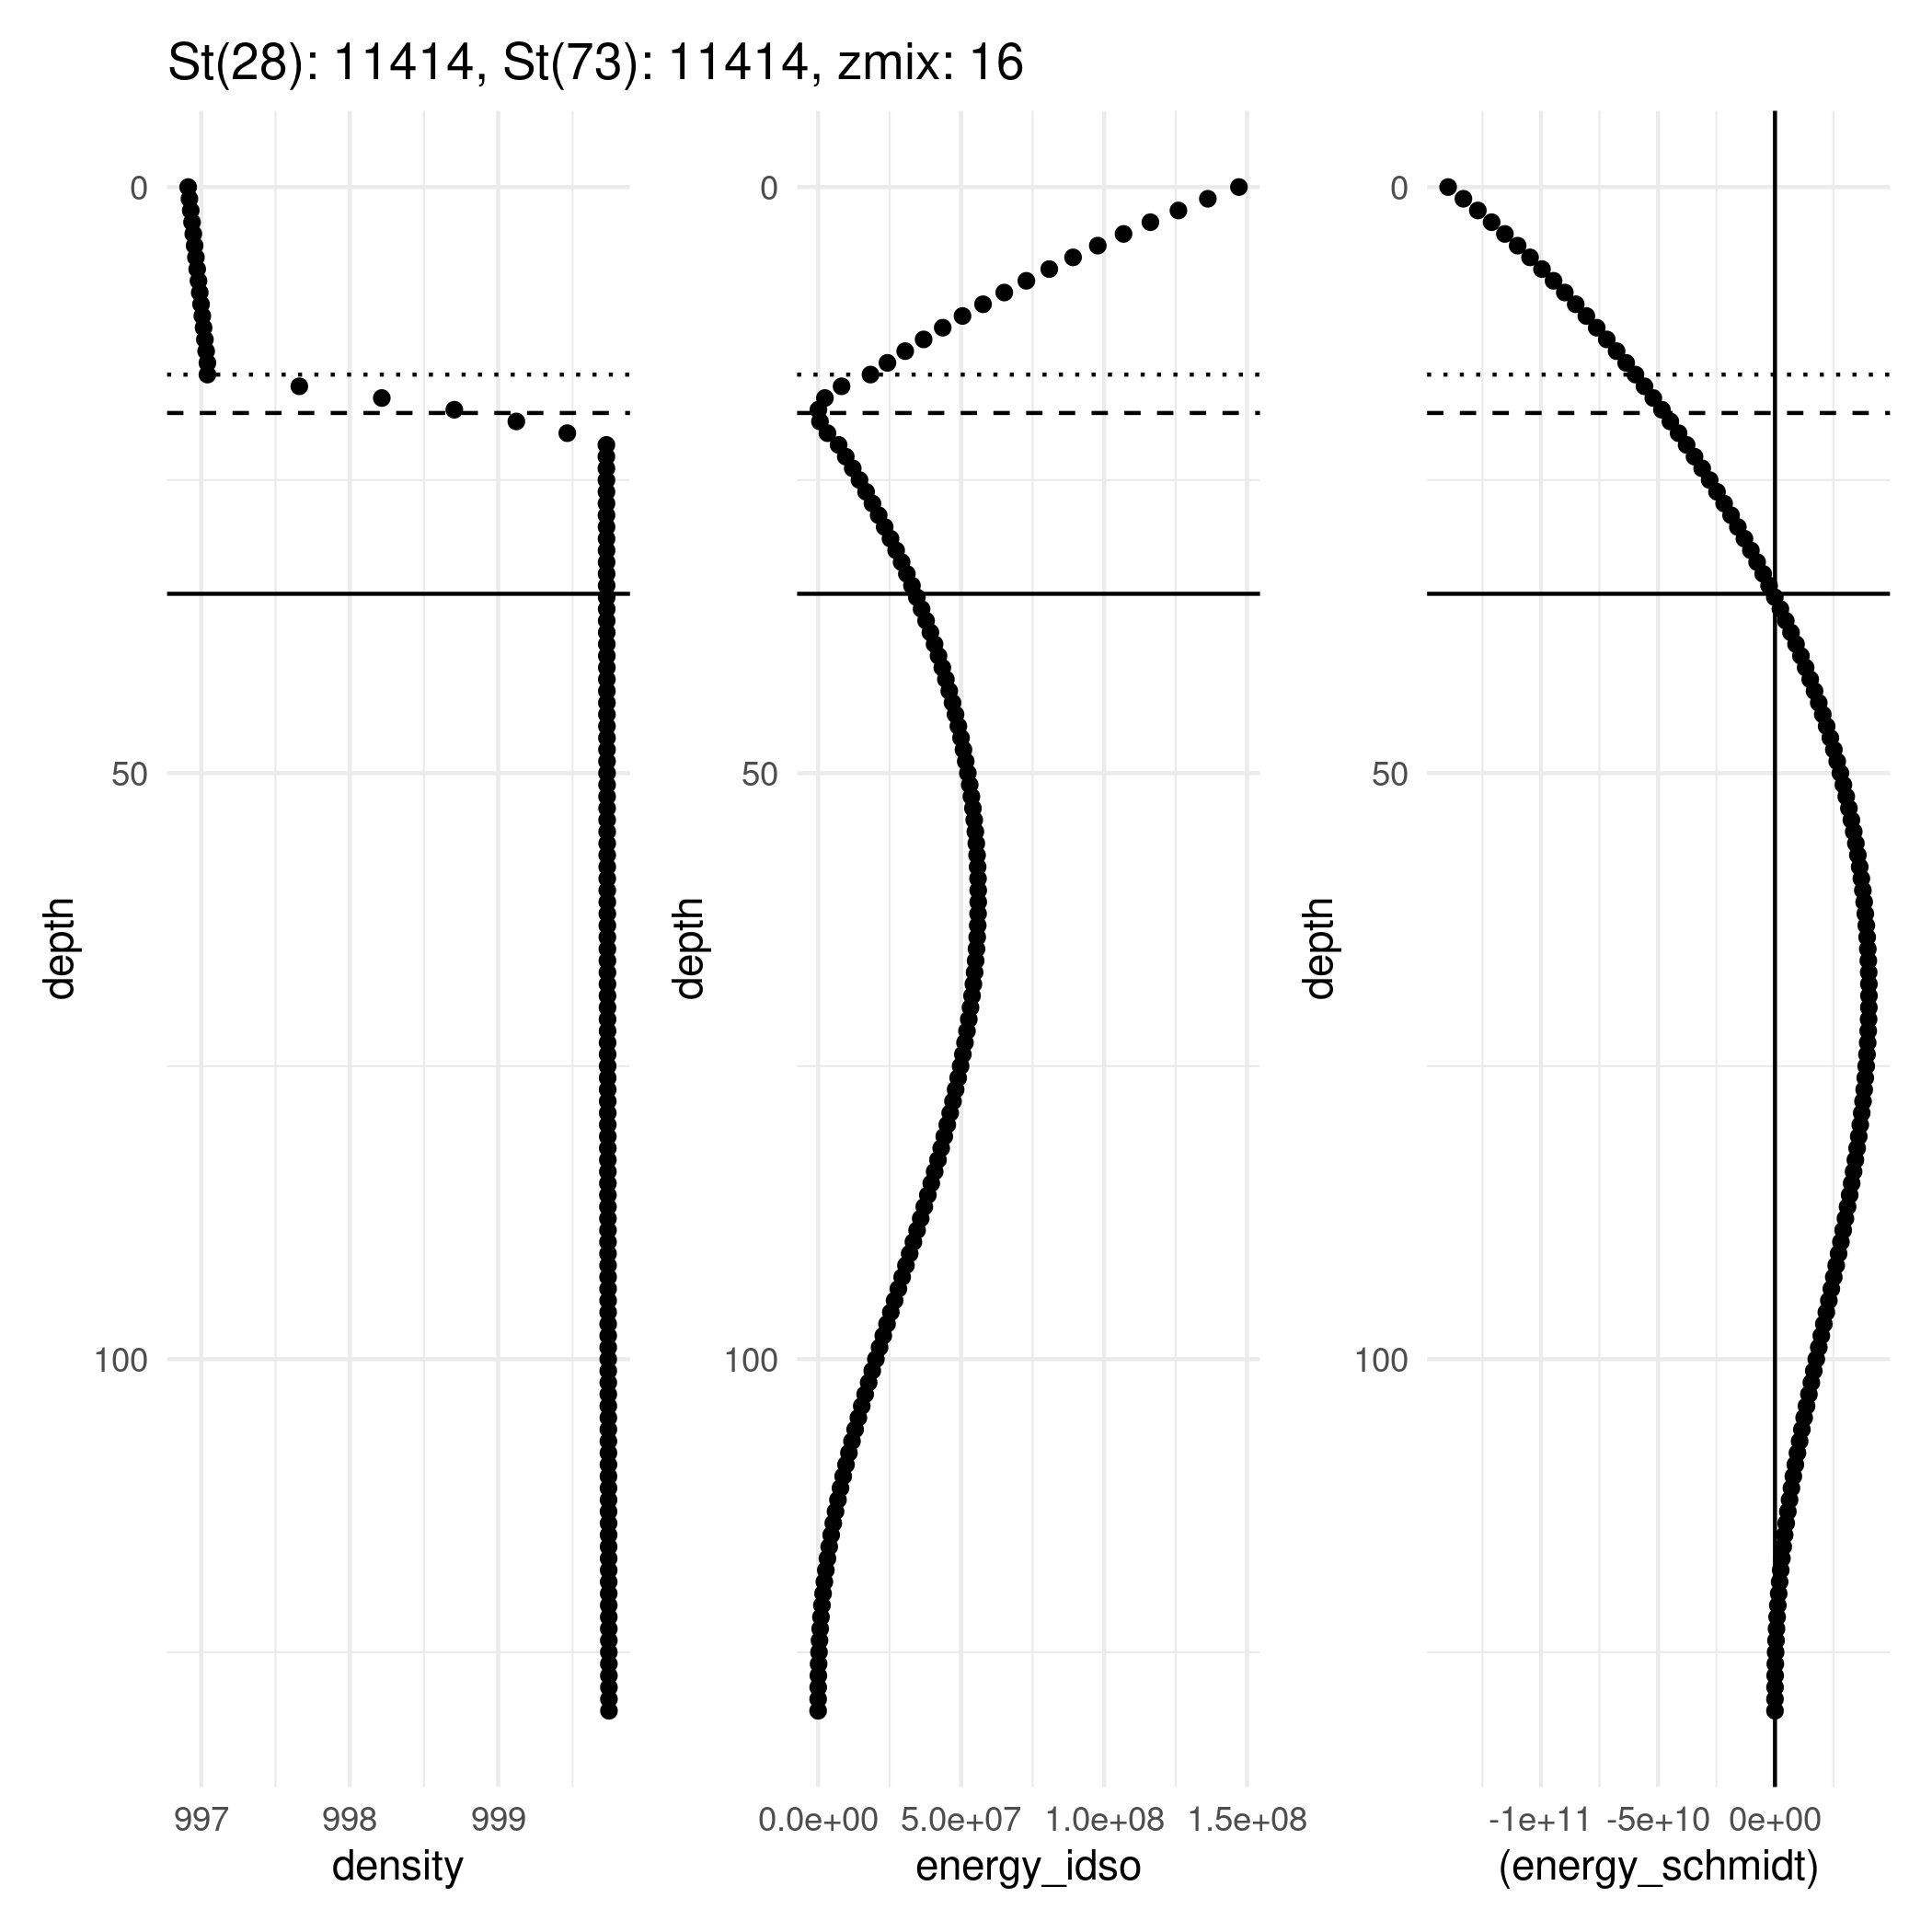 St(28): 11414, St(73): 11414, zmix: 16
0
50
100
depth
997 998 999
density
0
50
100
depth
0.0e+00 5.0e+07 1.0e+08 1.5e+08
energy_idso
0
50
100
depth
-1e+11 -5e+10 0e+00
(energy_schmidt)